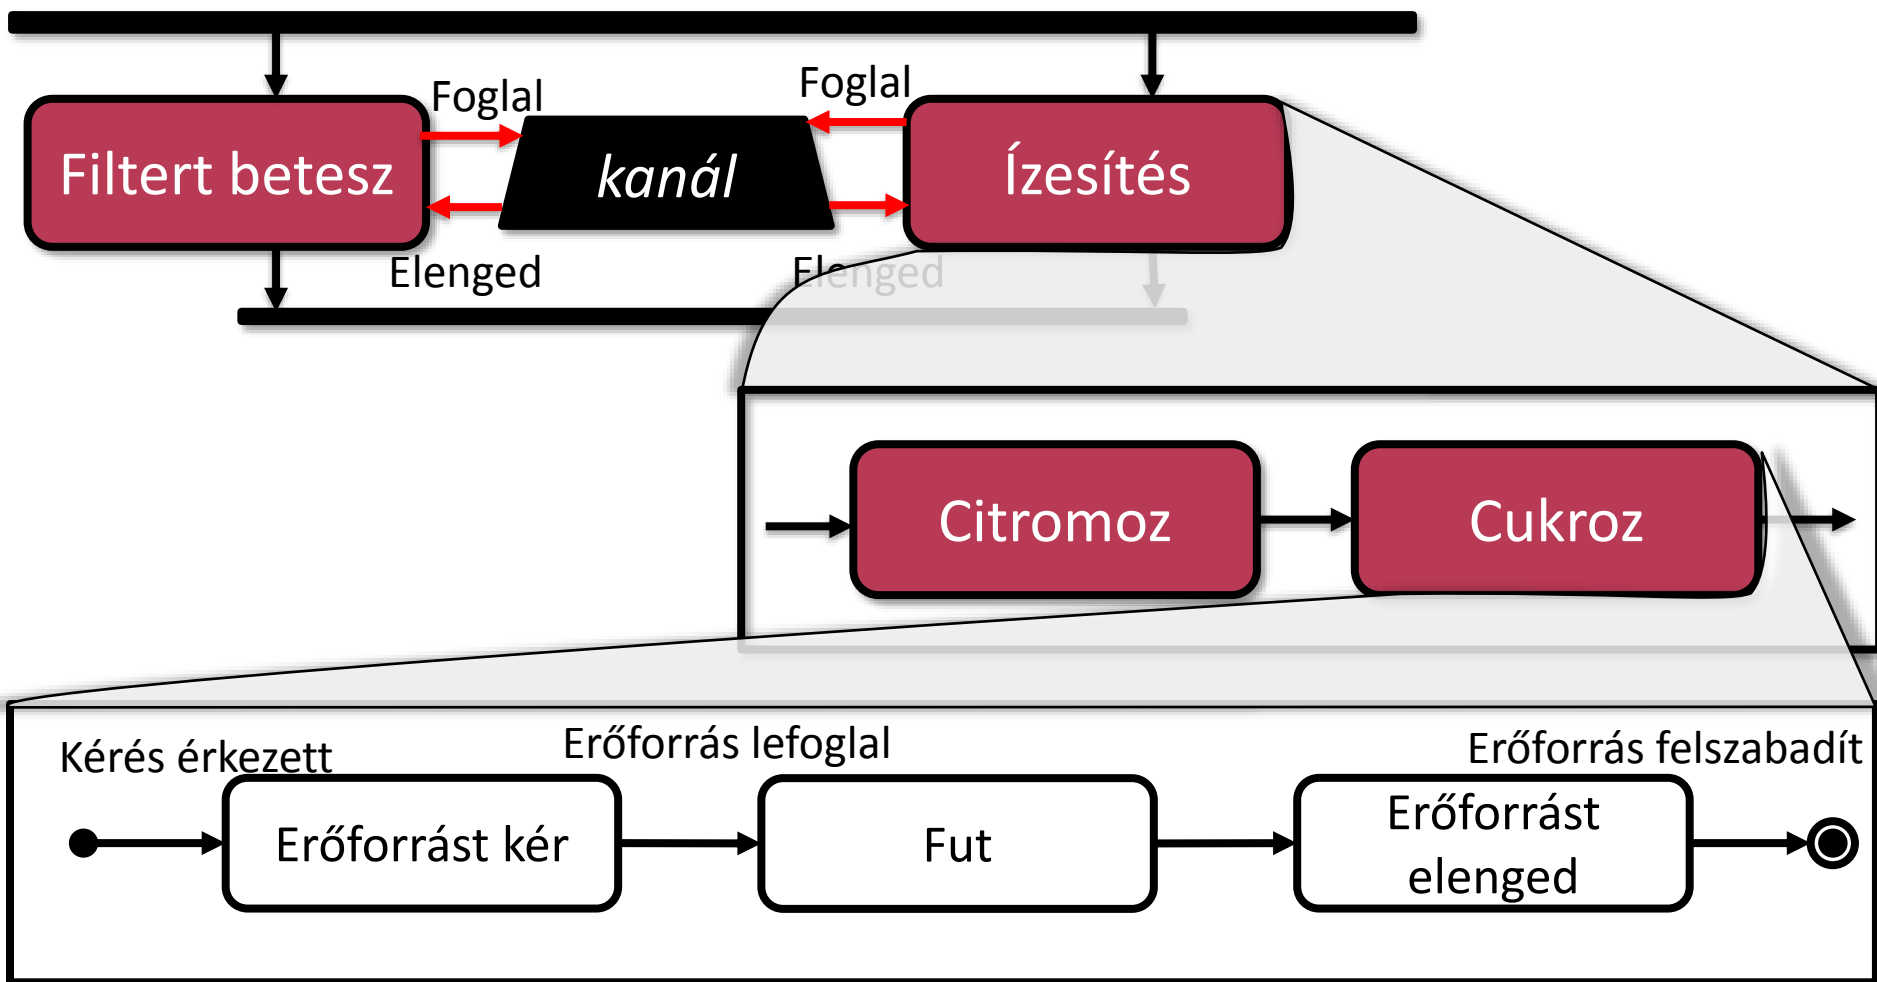 Foglal
Foglal
Filtert betesz
kanál
Ízesítés
Elenged
Elenged
Citromoz
Cukroz
Kérés érkezett
Erőforrás lefoglal
Erőforrás felszabadít
Erőforrást kér
Fut
Erőforrást
elenged